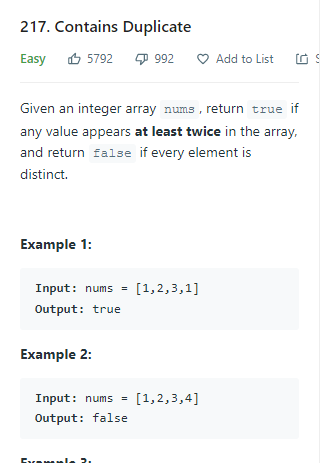 217. Contains Duplicate
Easy 5792 992 Add to List
Given an integer array nums, return true if
any value appears at least twice in the array,
and return false if every element is
distinct.
Example 1:
Input: nums = [1,2,3,1]
Output: true
Example 2:
Input: nums = [1,2,3,4]
Output: false
Example 3: